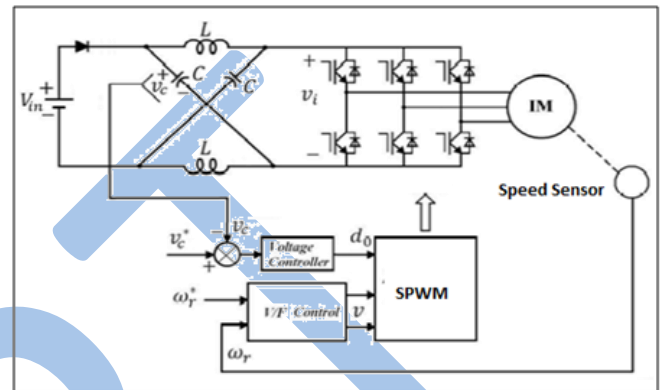 L
+
V_in
−
+
v_c
−
C
C
L
+
v_i
−
IM
Speed Sensor
v_c
−
v_c^*
+
Voltage
Controller
d_0
SPWM
ω_r^*
V/F Control
v
ω_r